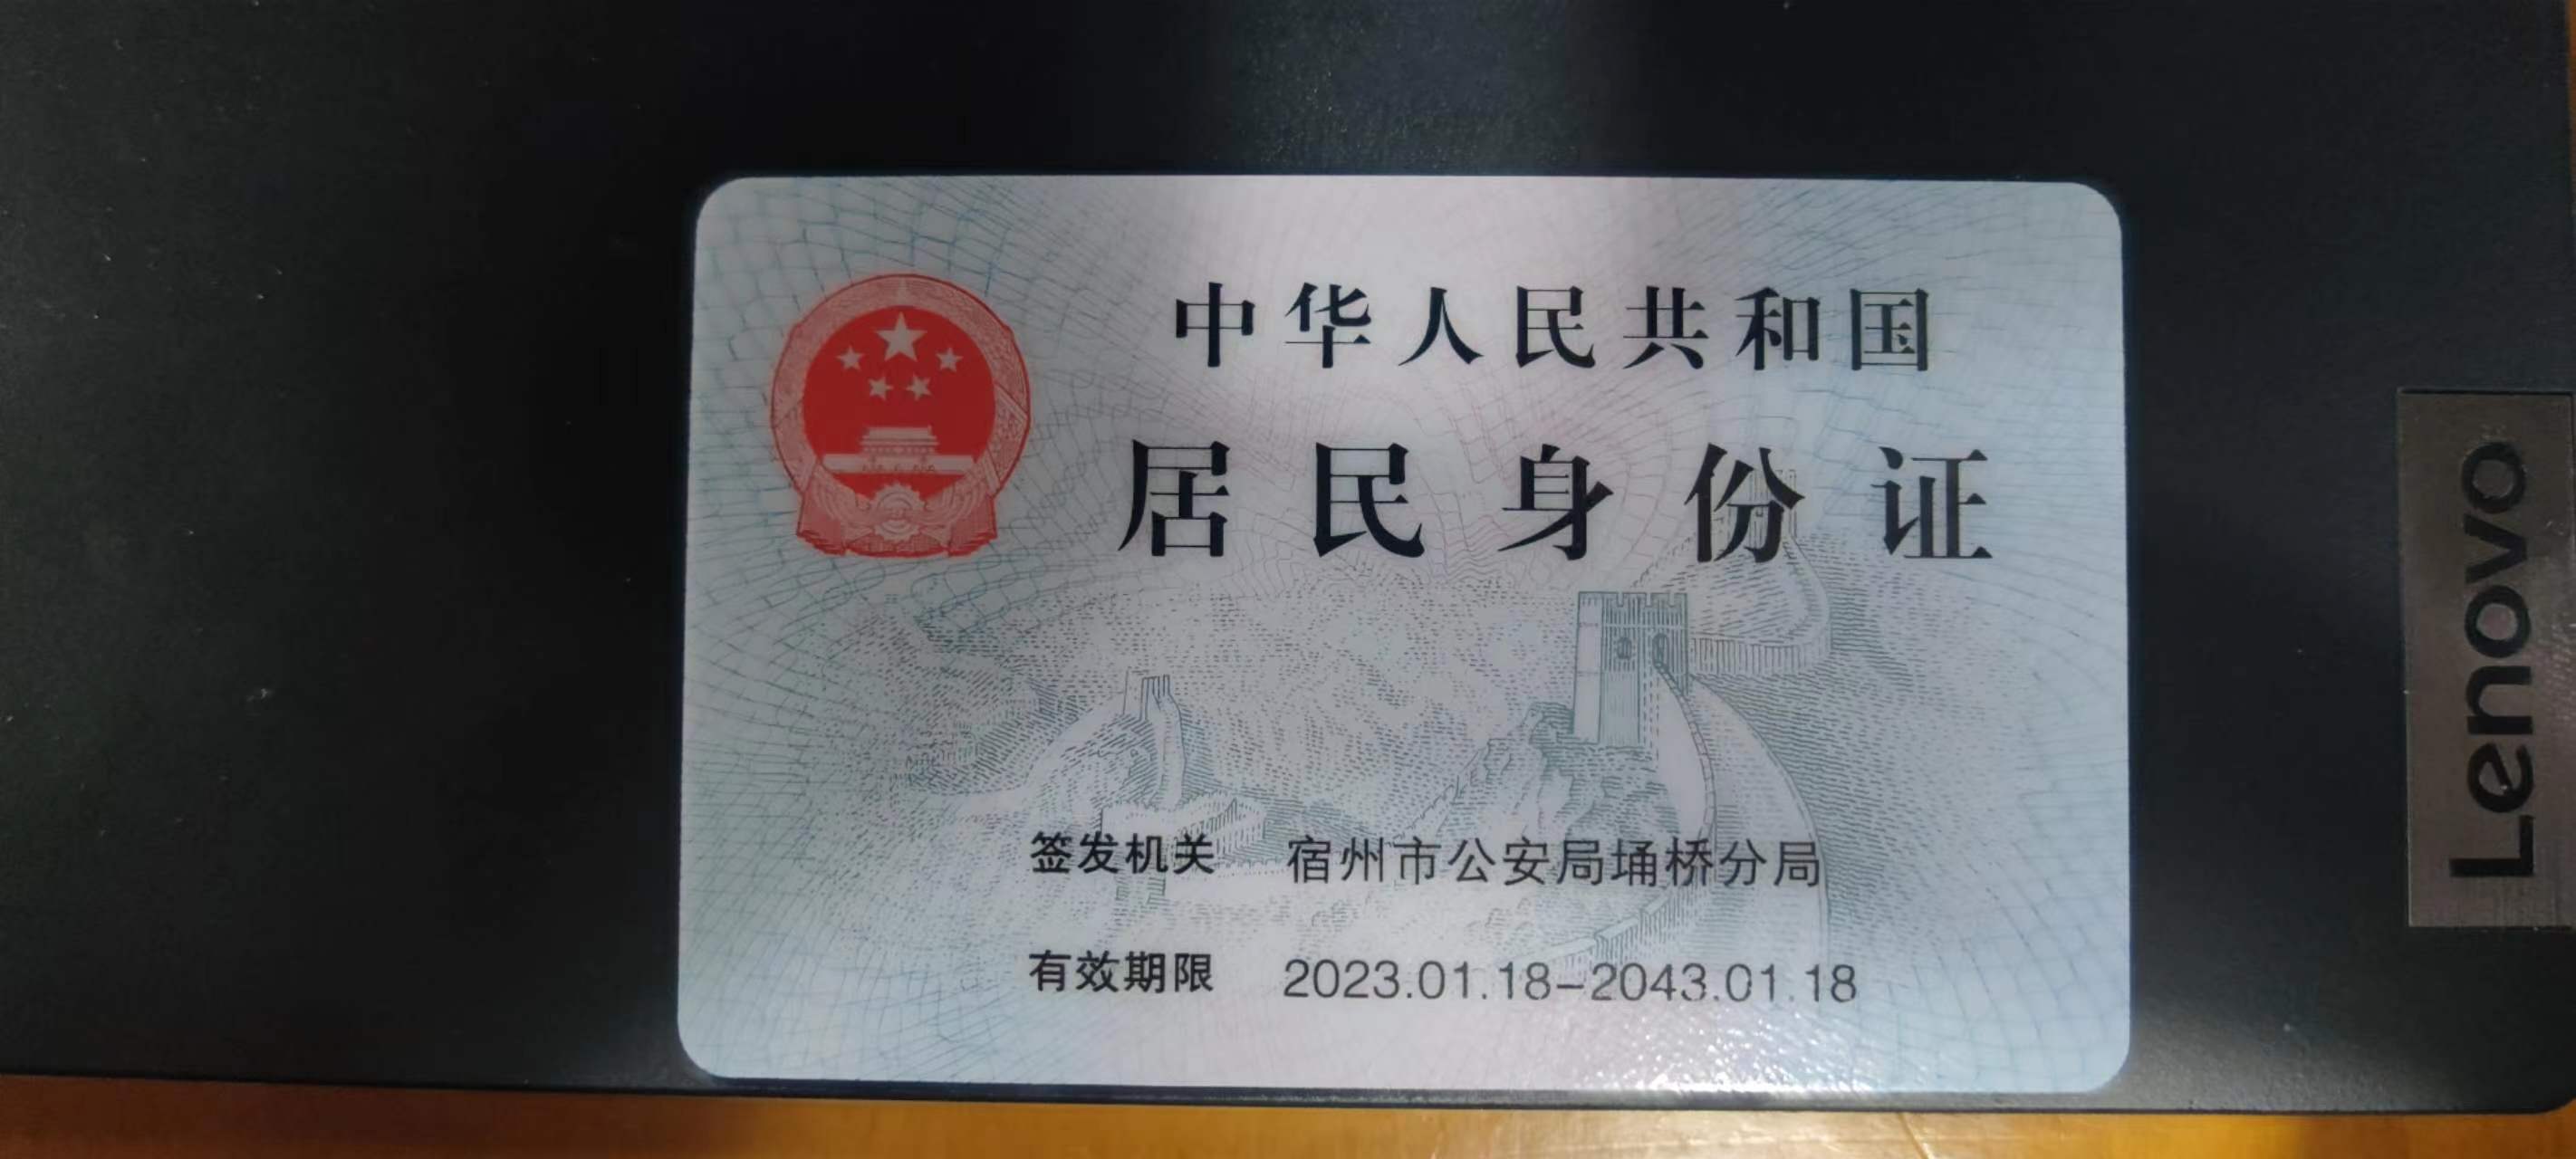 中华人民共和国
居民身份证
签发机关 宿州市公安局埇桥分局
有效期限 2023.01.18-2043.01.18
Lenovo